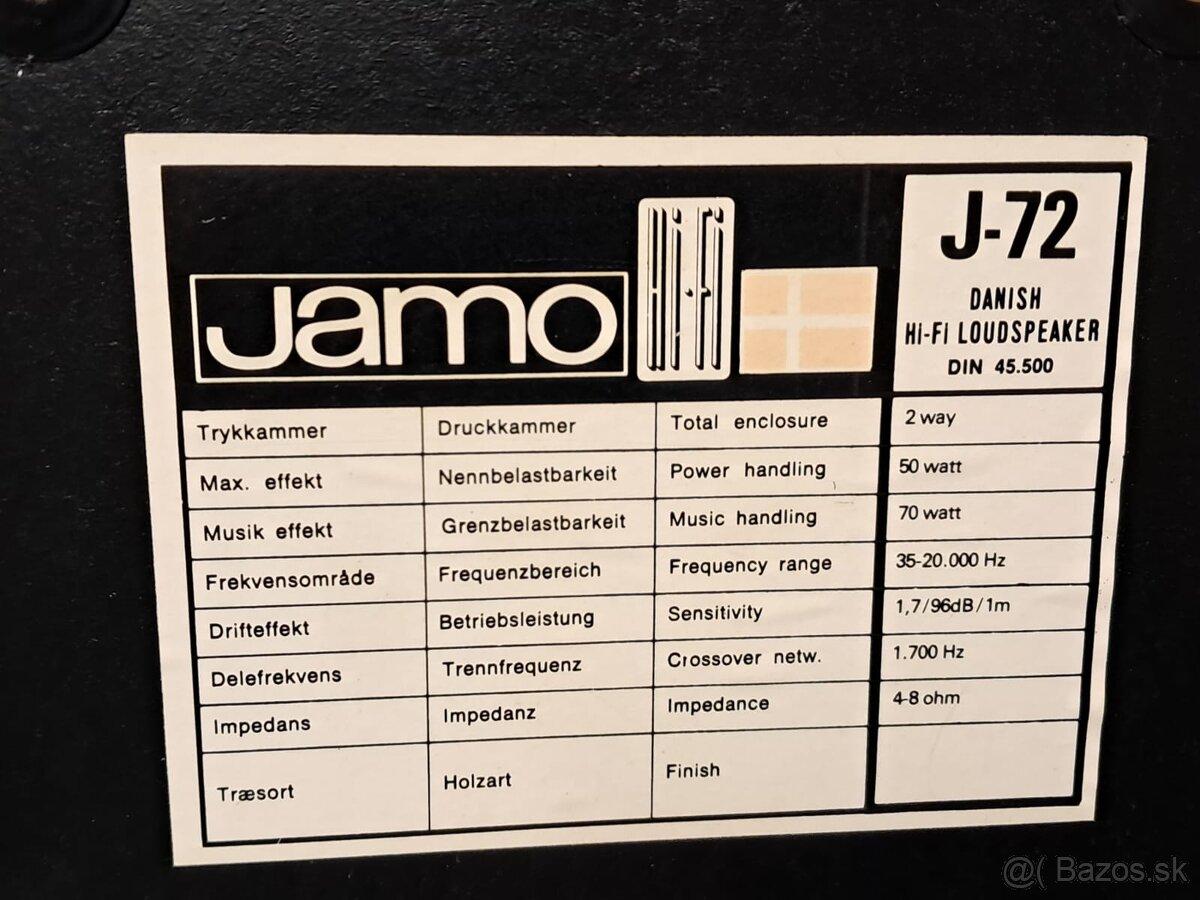 Jamo
Hi-Fi
J-72
DANISH
Hi-Fi LOUDSPEAKER
DIN 45.500
Trykkammer Druckkammer Total enclosure 2 way
Max. effekt Nennbelastbarkeit Power handling 50 watt
Musik effekt Grenzbelastbarkeit Music handling 70 watt
Frekvensområde Frequenzbereich Frequency range 35-20.000 Hz
Drifteffekt Betriebsleistung Sensitivity 1,7/96dB/1m
Delefrekvens Trennfrequenz Crossover netw. 1.700 Hz
Impedans Impedanz Impedance 4-8 ohm
Træsort Holzart Finish
@( Bazos.sk